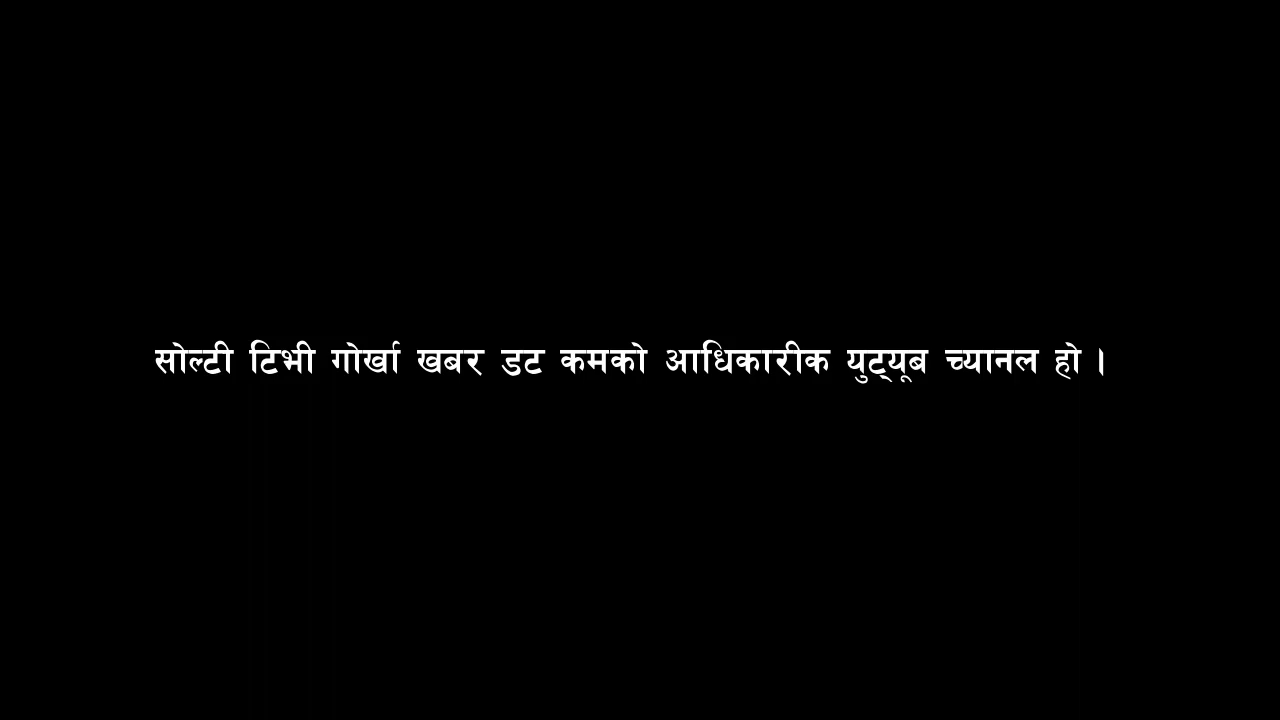 सोल्टी टिभी गोर्खा खबर डट कमको आधिकारीक युट्यूब च्यानल हो ।